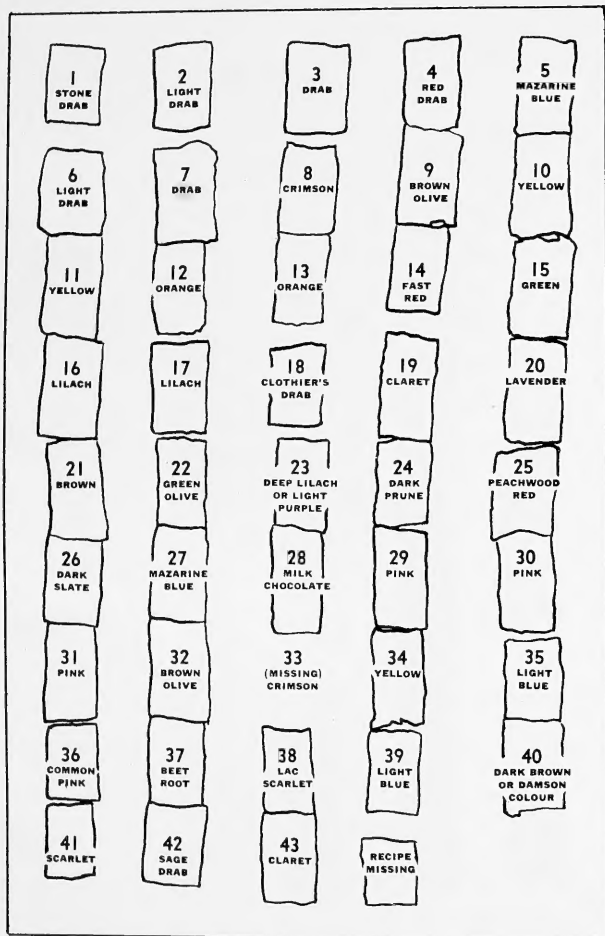 1
STONE
DRAB
2
LIGHT
DRAB
3
DRAB
4
RED
DRAB
5
MAZARINE
BLUE
6
LIGHT
DRAB
7
DRAB
8
CRIMSON
9
BROWN
OLIVE
10
YELLOW
11
YELLOW
12
ORANGE
13
ORANGE
14
FAST
RED
15
GREEN
16
LILACH
17
LILACH
18
CLOTHIER'S
DRAB
19
CLARET
20
LAVENDER
21
BROWN
22
GREEN
OLIVE
23
DEEP LILACH
OR LIGHT
PURPLE
24
DARK
PRUNE
25
PEACHWOOD
RED
26
DARK
SLATE
27
MAZARINE
BLUE
28
MILK
CHOCOLATE
29
PINK
30
PINK
31
PINK
32
BROWN
OLIVE
33
(MISSING)
CRIMSON
34
YELLOW
35
LIGHT
BLUE
36
COMMON
PINK
37
BEET
ROOT
38
LAC
SCARLET
39
LIGHT
BLUE
40
DARK BROWN
OR DAMSON
COLOUR
41
SCARLET
42
SAGE
DRAB
43
CLARET
RECIPE
MISSING